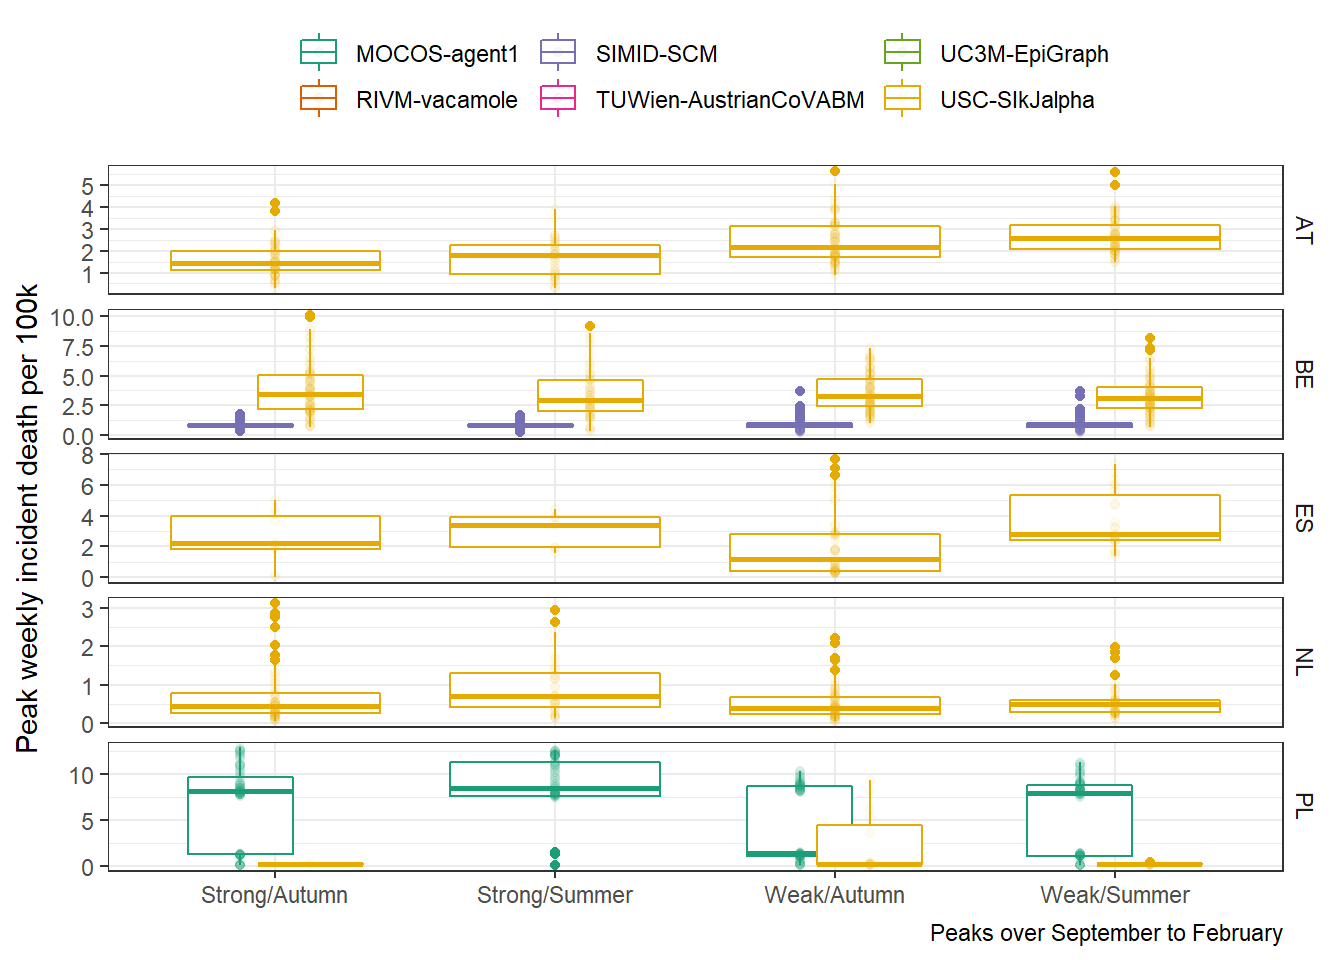 MOCOS-agent1 SIMID-SCM UC3M-EpiGraph
RIVM-vacamole TUWien-AustrianCoVABM USC-SIkJalpha
Peak weekly incident death per 100k
5
4
3
2
1
AT
10.0
7.5
5.0
2.5
0.0
BE
8
6
4
2
0
ES
3
2
1
0
NL
10
5
0
PL
Strong/Autumn Strong/Summer Weak/Autumn Weak/Summer
Peaks over September to February